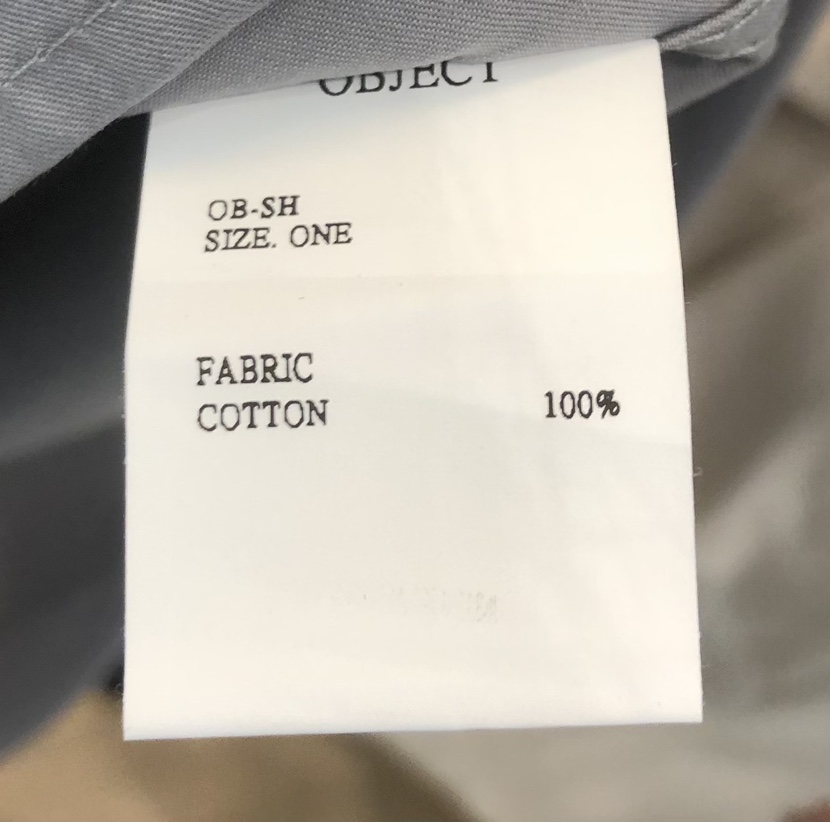 OBJECT
OB-SH
SIZE. ONE
FABRIC
COTTON 100%